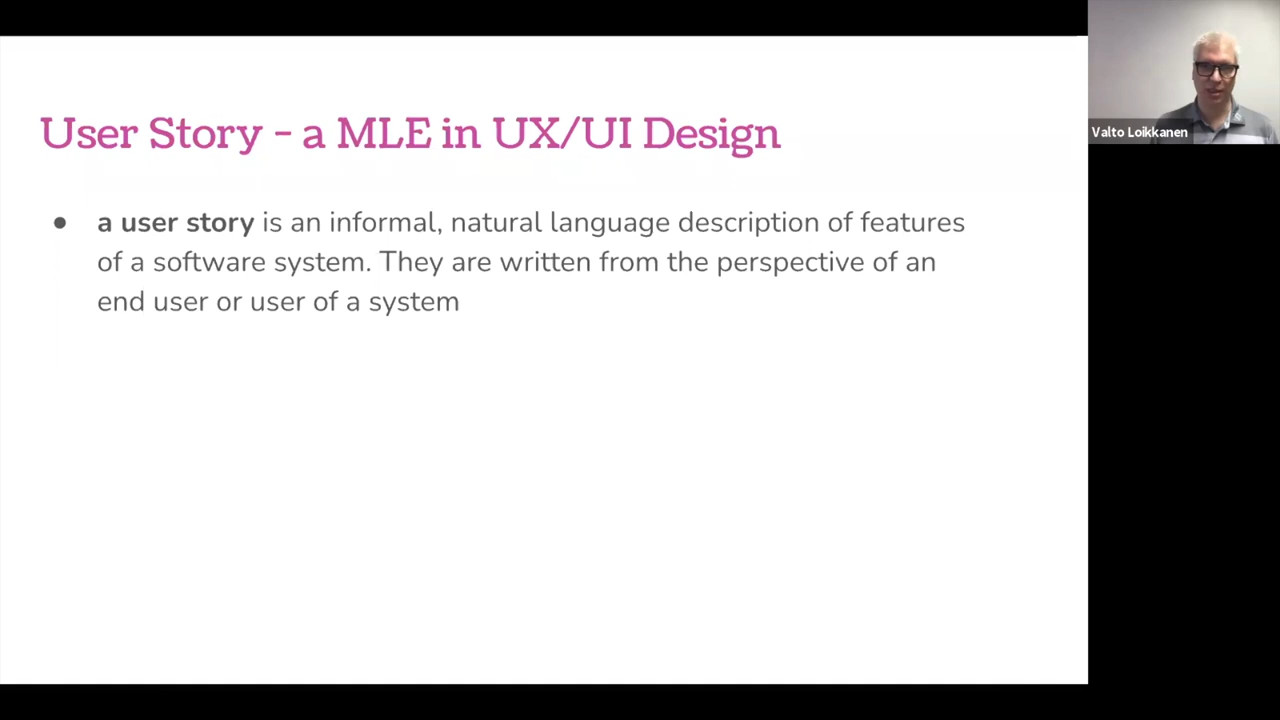 User Story - a MLE in UX/UI Design
● a user story is an informal, natural language description of features
of a software system. They are written from the perspective of an
end user or user of a system
Valto Loikkanen